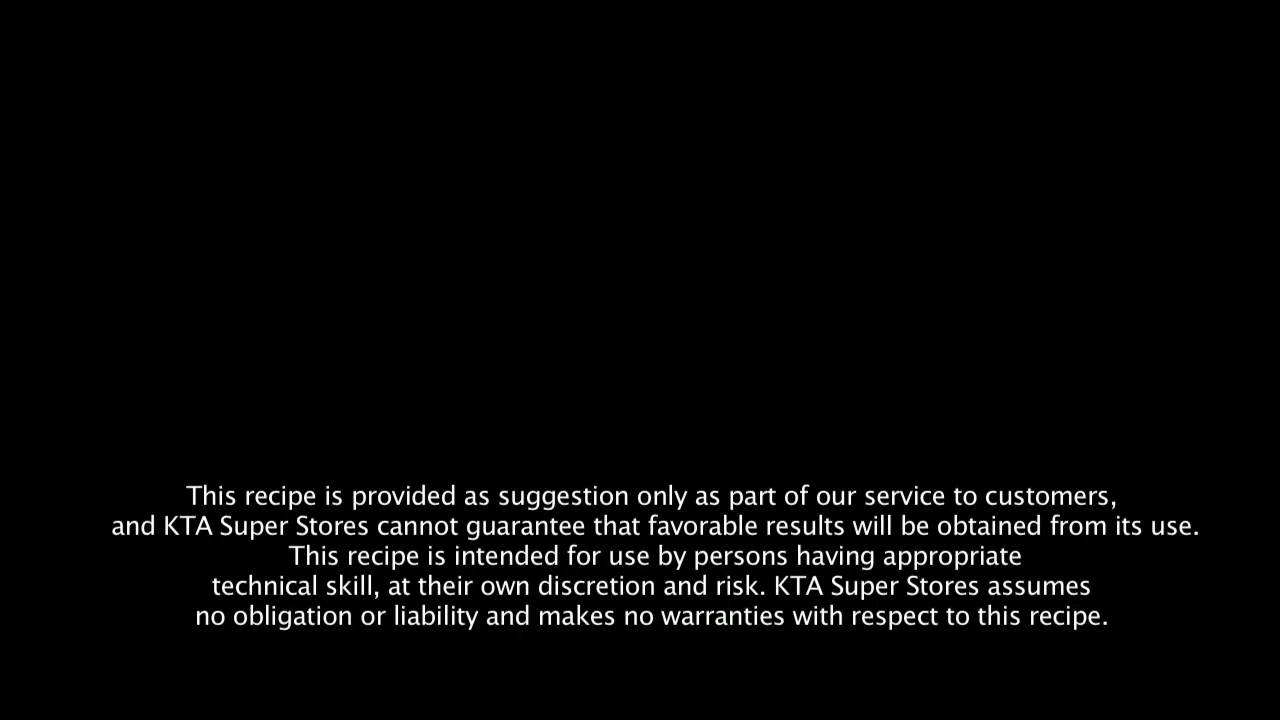 This recipe is provided as suggestion only as part of our service to customers,
and KTA Super Stores cannot guarantee that favorable results will be obtained from its use.
This recipe is intended for use by persons having appropriate
technical skill, at their own discretion and risk. KTA Super Stores assumes
no obligation or liability and makes no warranties with respect to this recipe.